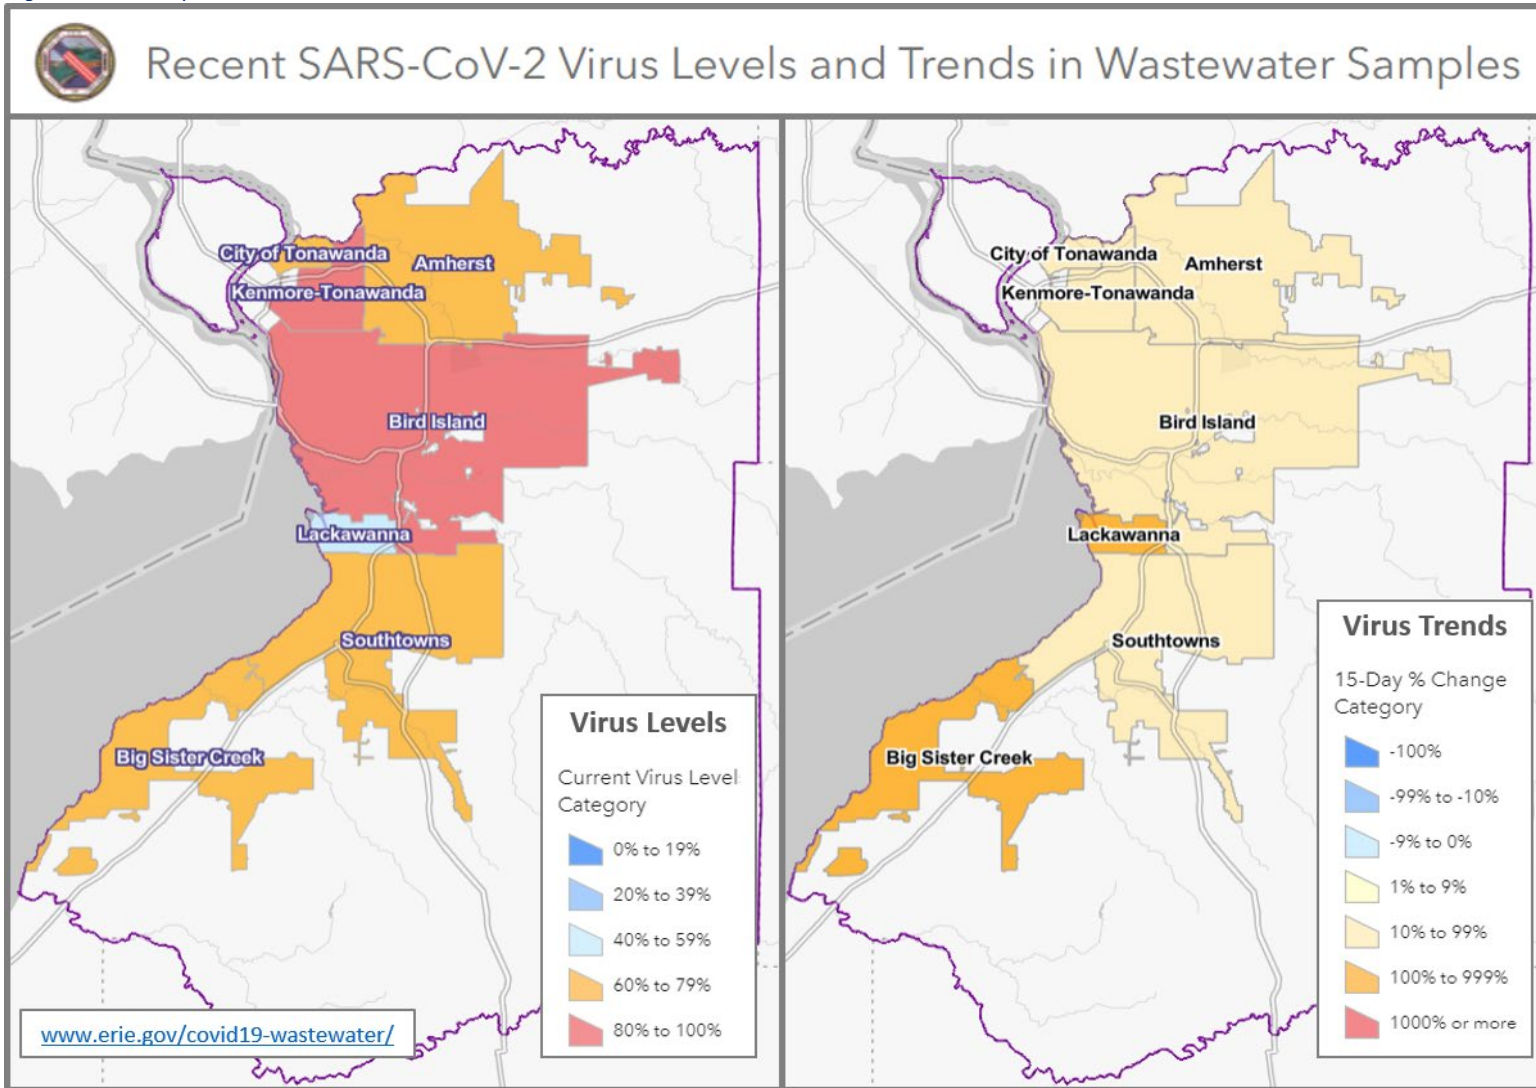 Recent SARS-CoV-2 Virus Levels and Trends in Wastewater Samples
City of Tonawanda
Amherst
Kenmore-Tonawanda
Bird Island
Lackawanna
Southtowns
Big Sister Creek
Virus Levels
Current Virus Level
Category
0% to 19%
20% to 39%
40% to 59%
60% to 79%
80% to 100%
www.erie.gov/covid19-wastewater/
City of Tonawanda
Amherst
Kenmore-Tonawanda
Bird Island
Lackawanna
Southtowns
Big Sister Creek
Virus Trends
15-Day % Change
Category
-100%
-99% to -10%
-9% to 0%
1% to 9%
10% to 99%
100% to 999%
1000% or more